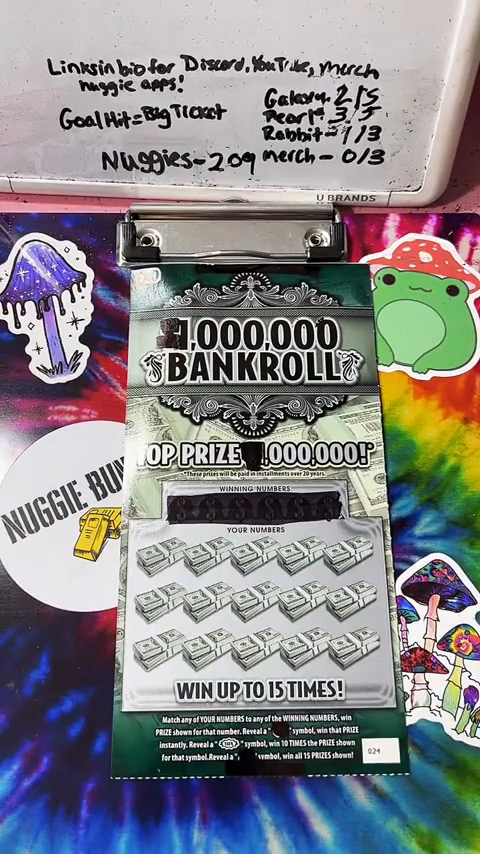 Links in bio for Discord, YouTube, merch
nuggie apps!
Goal Hit=Big Ticket
Galaxy- 2/5
Pearl- 3/5
Rabbit- 1/3
Nuggies-209
merch-0/3
U BRANDS
1,000,000
BANKROLL
TOP PRIZE 1,000,000!*
*These prizes will be paid in installments over 20 years.
WINNING NUMBERS
YOUR NUMBERS
NUGGIE BUN
WIN UP TO 15 TIMES!
Match any of YOUR NUMBERS to any of the WINNING NUMBERS, win
PRIZE shown for that number. Reveal a " " symbol, win that PRIZE
instantly. Reveal a "10X" symbol, win 10 TIMES the PRIZE shown
for that symbol.Reveal a " " symbol, win all 15 PRIZES shown!
024